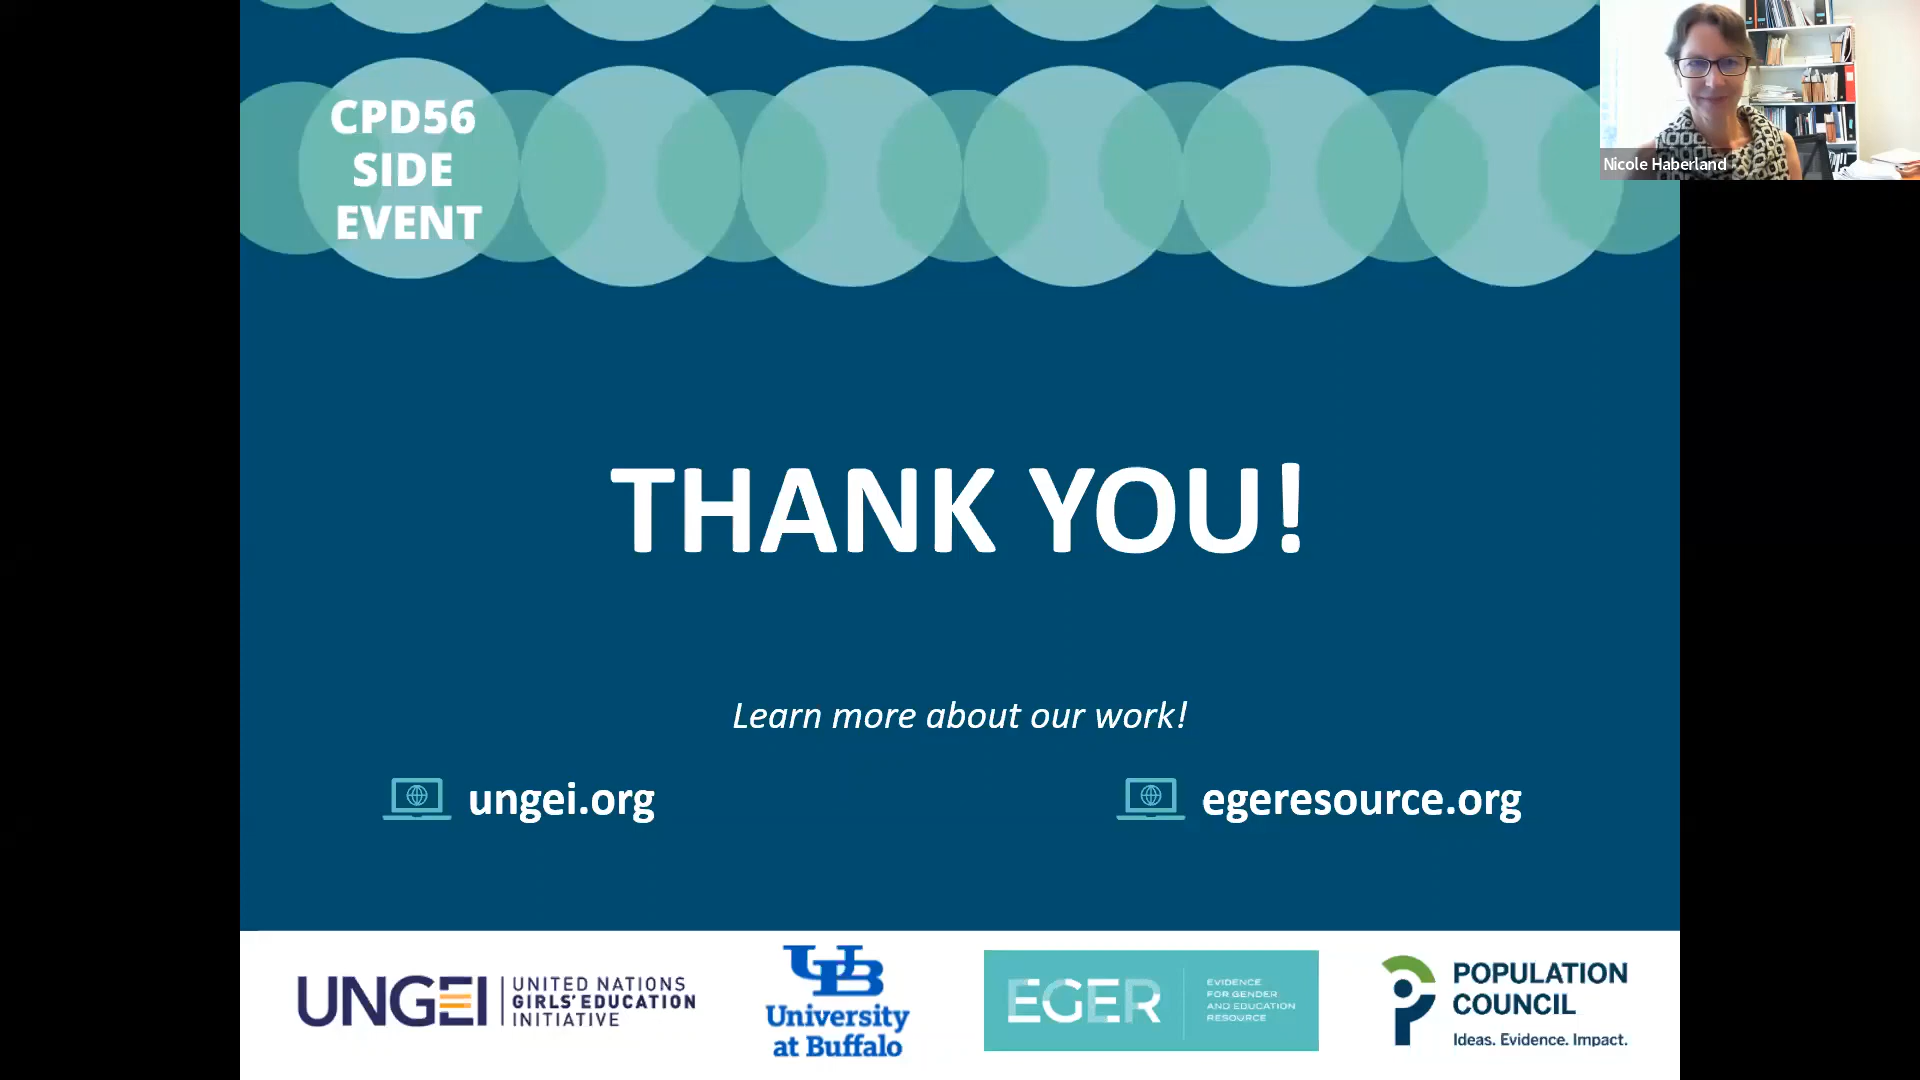 CPD56
SIDE
EVENT
Nicole Haberland
THANK YOU!
Learn more about our work!
ungei.org
egeresource.org
UNGEI
UNITED NATIONS
GIRLS' EDUCATION
INITIATIVE
UB
University
at Buffalo
EGER
EVIDENCE
FOR GENDER
AND EDUCATION
RESOURCE
POPULATION
COUNCIL
Ideas. Evidence. Impact.